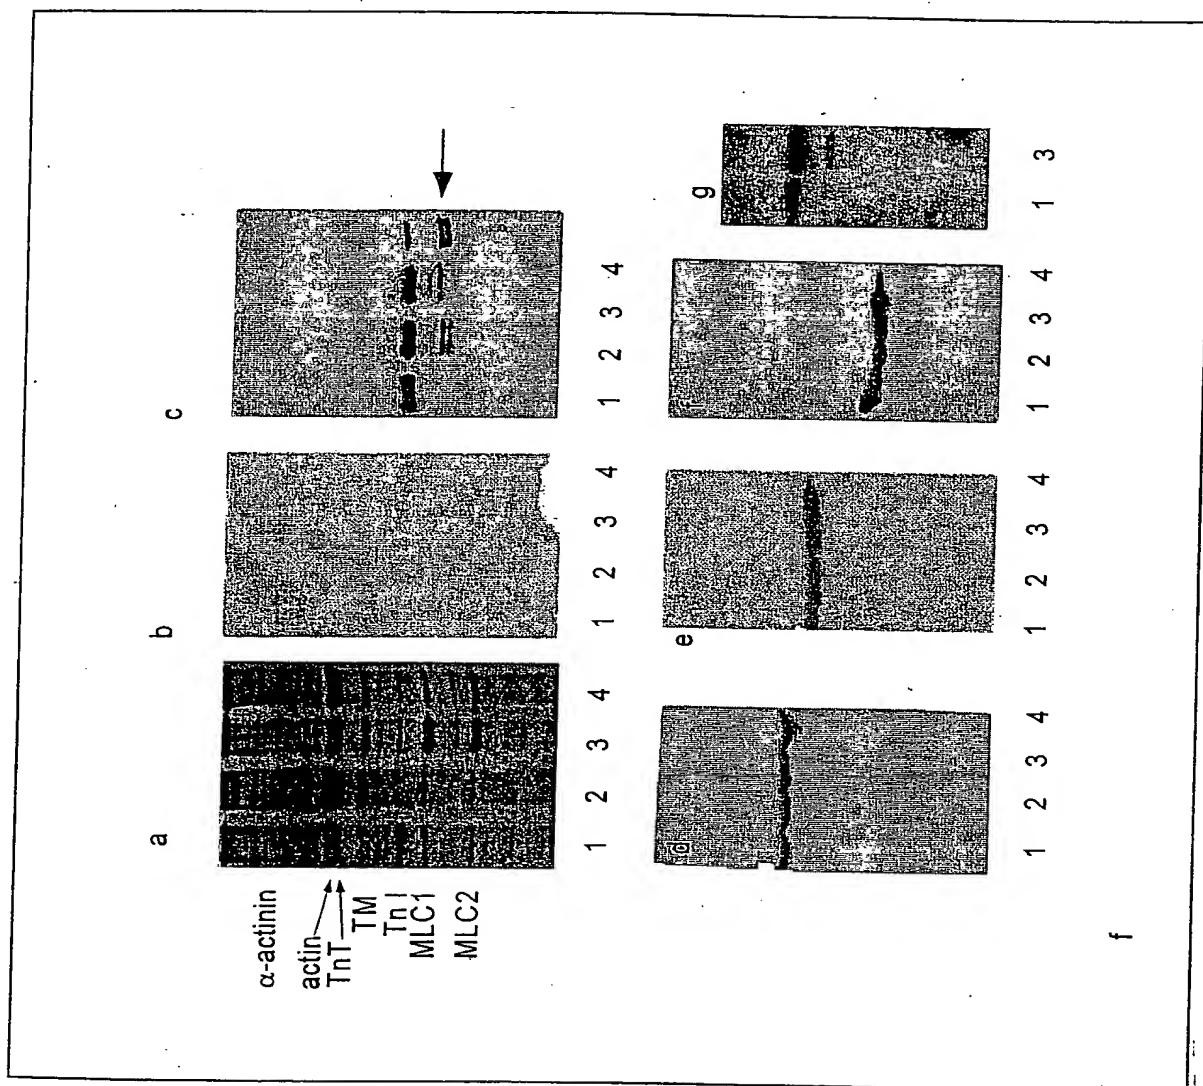 a
b
c
α-actinin
actin
TnT
TM
Tn I
MLC1
MLC2
1 2 3 4
1 2 3 4
1 2 3 4
d
e
g
1 2 3 4
1 2 3 4
1 2 3 4
1 3
f